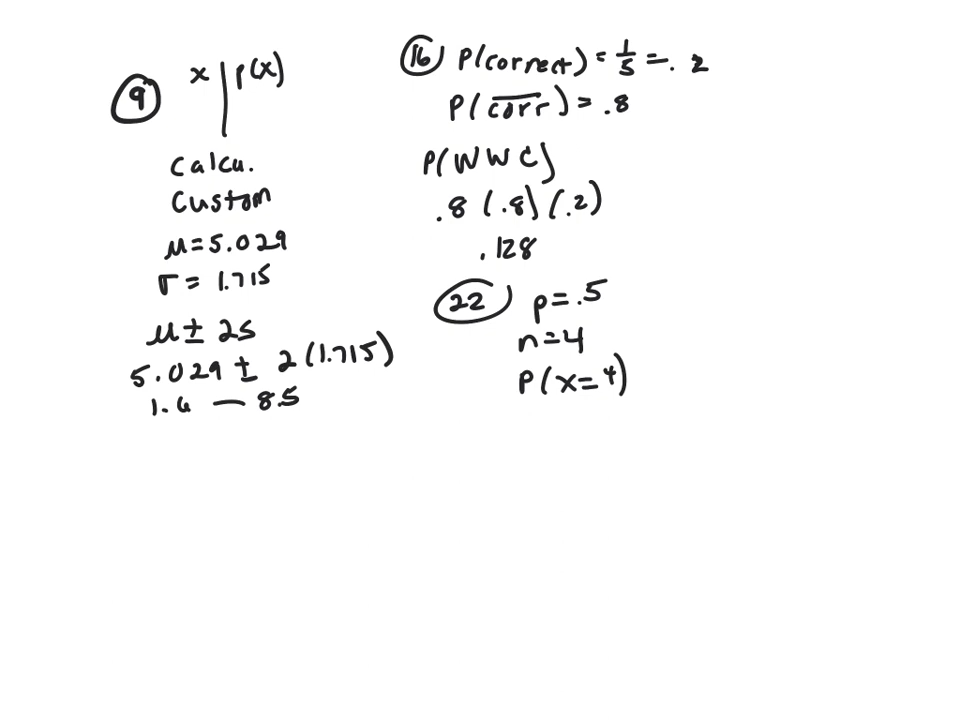 9 x | p(x)
Calcu.
Custom
μ = 5.029
σ = 1.715
μ ± 2s
5.029 ± 2 (1.715)
1.6 — 8.5
16 P(correct) = 1/5 = .2
P(c̅o̅r̅r̅) = .8
P(WWC)
.8 (.8) (.2)
.128
22 p = .5
n = 4
P(x = 4)